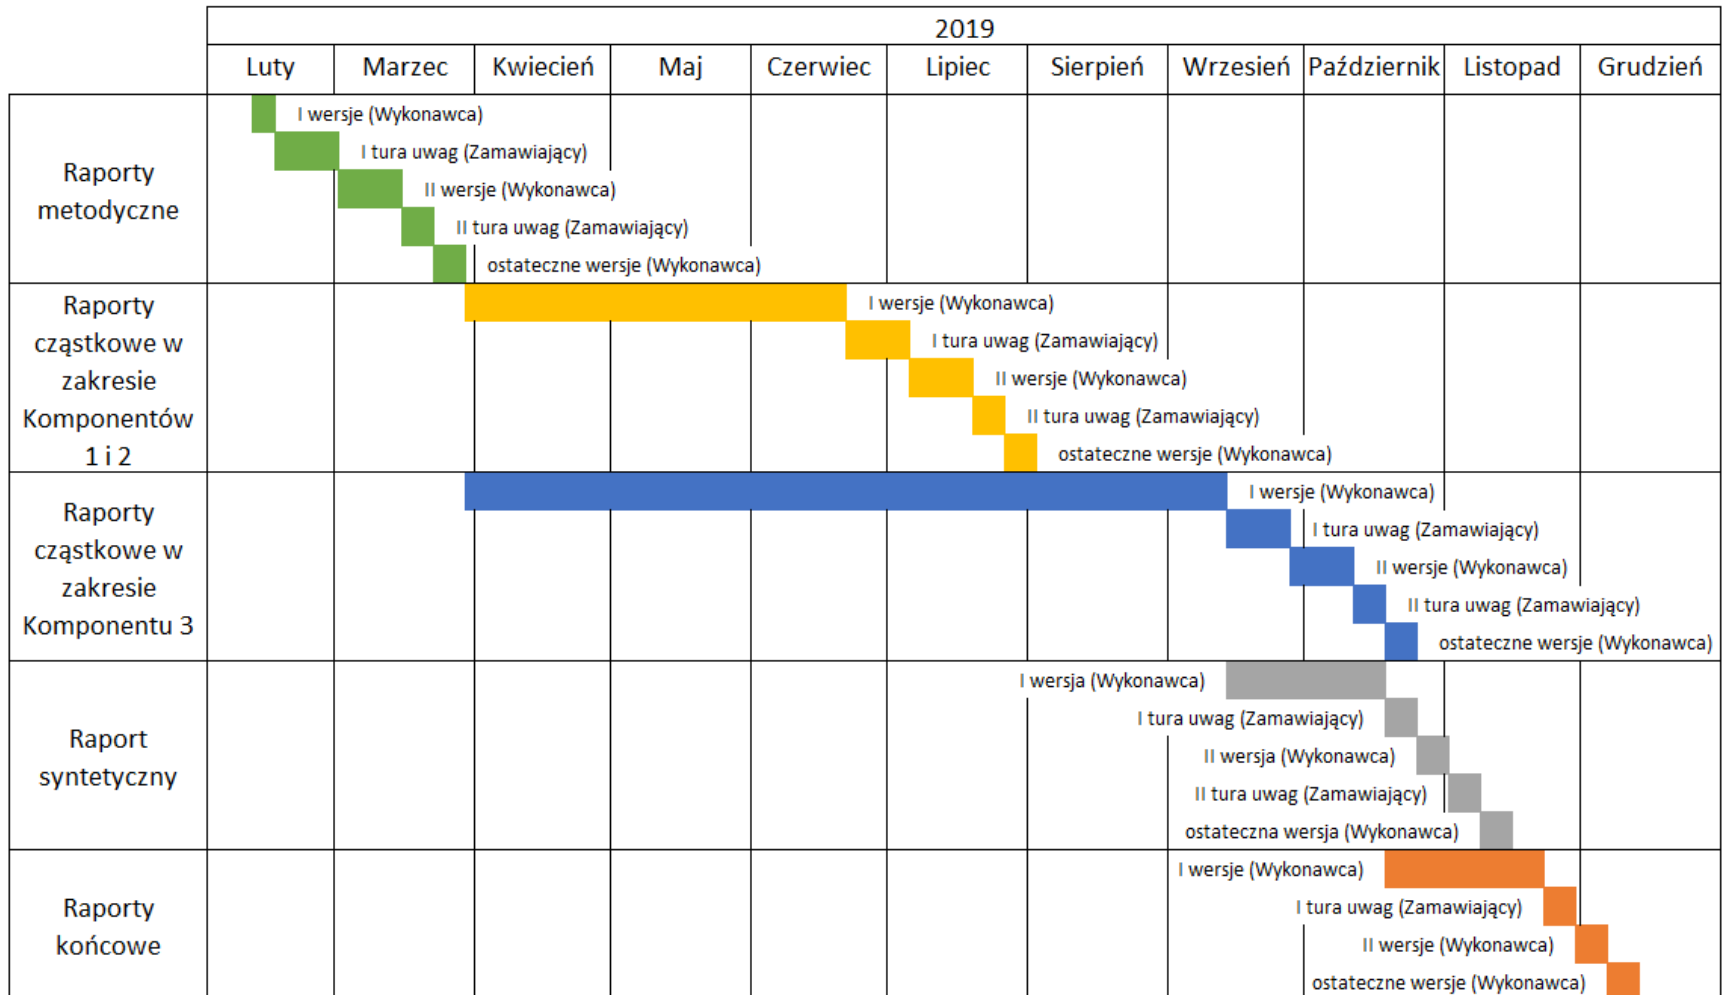 2019
Luty Marzec Kwiecień Maj Czerwiec Lipiec Sierpień Wrzesień Październik Listopad Grudzień
Raporty
metodyczne
I wersje (Wykonawca)
I tura uwag (Zamawiający)
II wersje (Wykonawca)
II tura uwag (Zamawiający)
ostateczne wersje (Wykonawca)
Raporty
cząstkowe w
zakresie
Komponentów
1 i 2
I wersje (Wykonawca)
I tura uwag (Zamawiający)
II wersje (Wykonawca)
II tura uwag (Zamawiający)
ostateczne wersje (Wykonawca)
Raporty
cząstkowe w
zakresie
Komponentu 3
I wersje (Wykonawca)
I tura uwag (Zamawiający)
II wersje (Wykonawca)
II tura uwag (Zamawiający)
ostateczne wersje (Wykonawca)
Raport
syntetyczny
I wersja (Wykonawca)
I tura uwag (Zamawiający)
II wersja (Wykonawca)
II tura uwag (Zamawiający)
ostateczna wersja (Wykonawca)
Raporty
końcowe
I wersje (Wykonawca)
I tura uwag (Zamawiający)
II wersje (Wykonawca)
ostateczne wersje (Wykonawca)